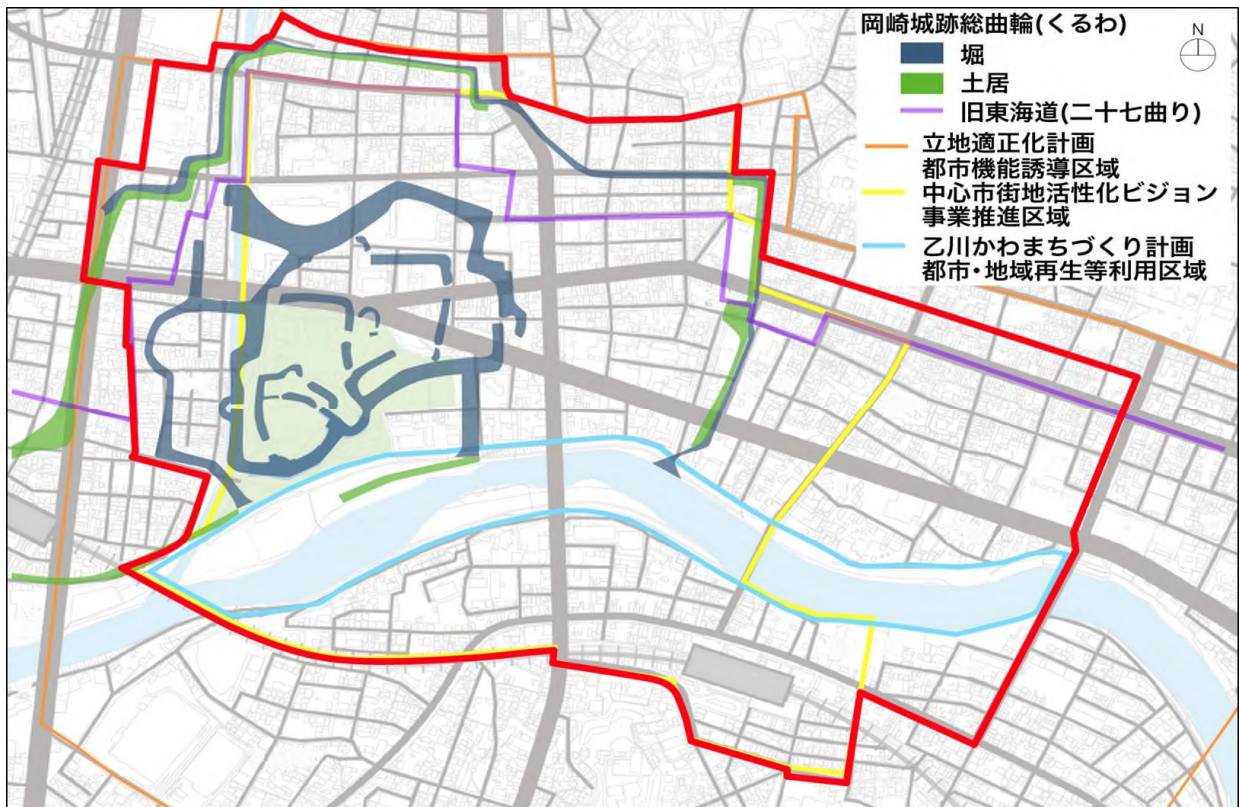 岡崎城跡総曲輪(くるわ)
N
堀
土居
旧東海道(二十七曲り)
立地適正化計画
都市機能誘導区域
中心市街地活性化ビジョン
事業推進区域
乙川かわまちづくり計画
都市・地域再生等利用区域